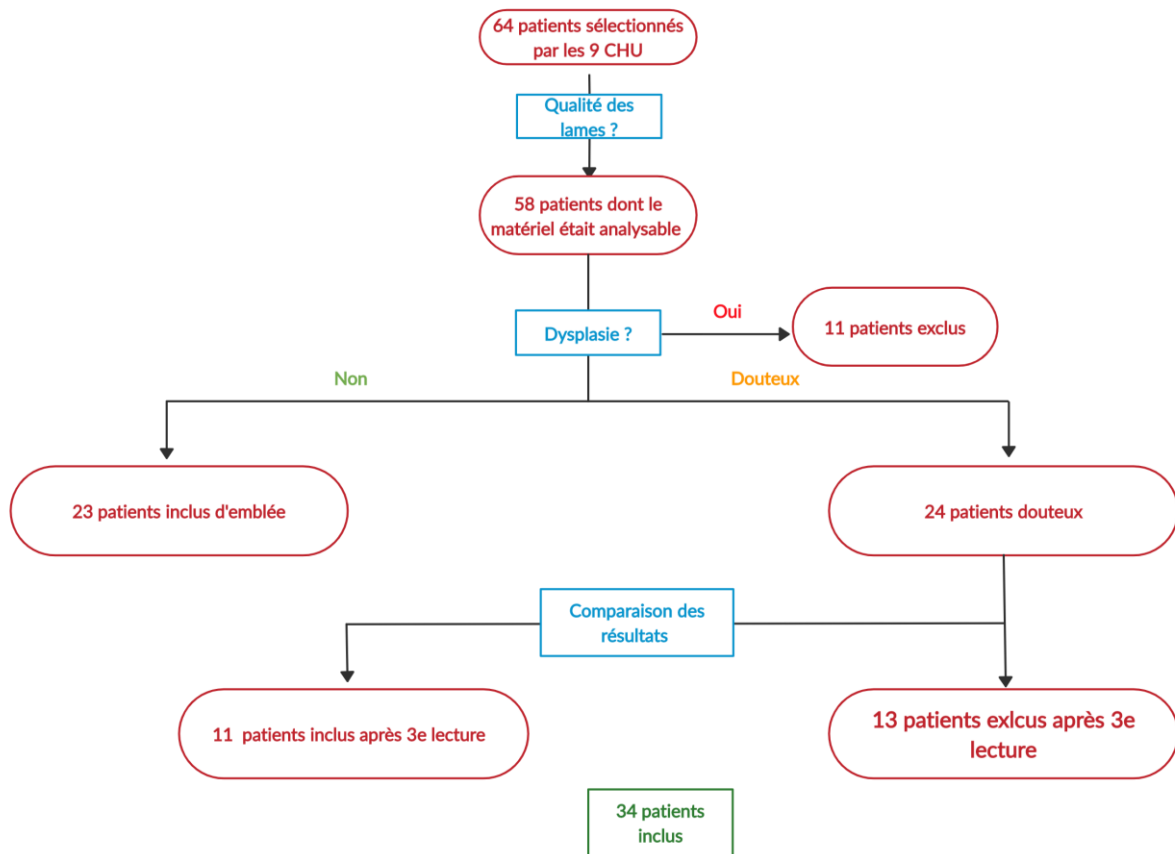 64 patients sélectionnés
par les 9 CHU
Qualité des
lames ?
58 patients dont le
matériel était analysable
Dysplasie ?
Oui
11 patients exclus
Non
Douteux
23 patients inclus d'emblée
24 patients douteux
Comparaison des
résultats
11 patients inclus après 3e lecture
13 patients exlcus après 3e
lecture
34 patients
inclus